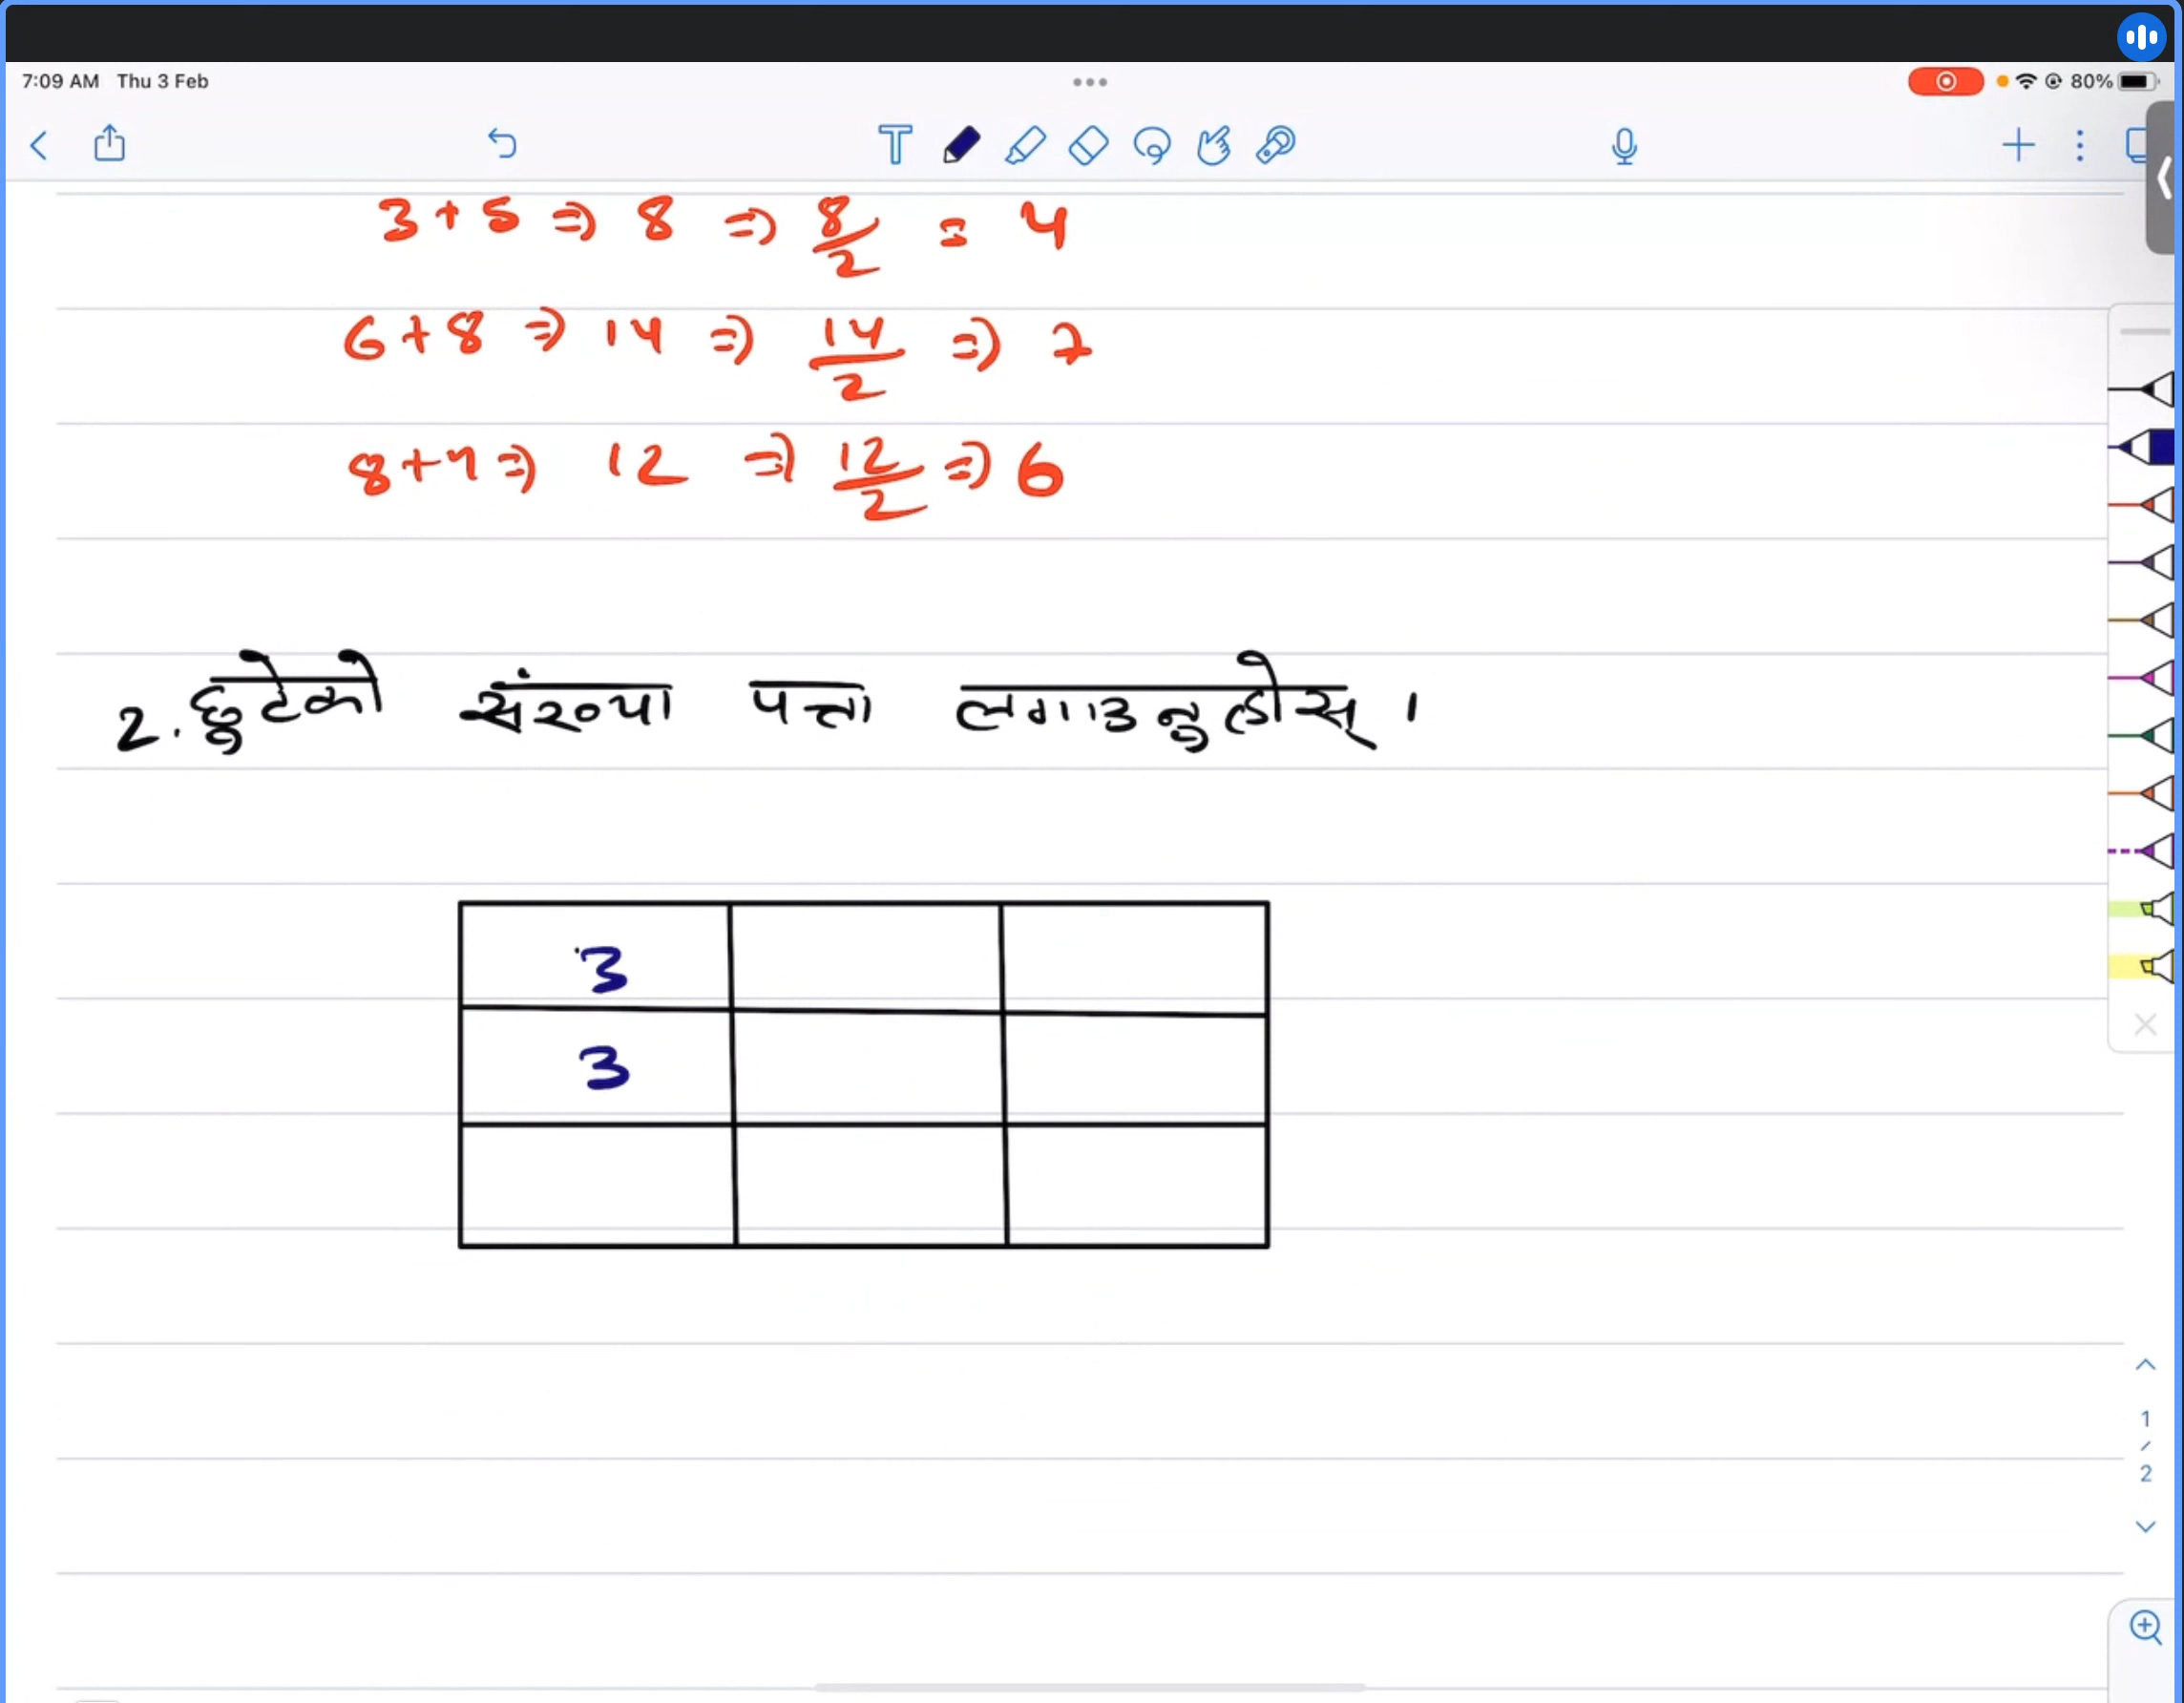 7:09 AM Thu 3 Feb
80%
3 + 5 ⇒ 8 ⇒ 8/2 = 4
6 + 8 ⇒ 14 ⇒ 14/2 ⇒ 7
8 + 4 ⇒ 12 ⇒ 12/2 ⇒ 6
2. छुटेको संख्या पत्ता लगाउनुहोस् ।
3
3
1
/
2